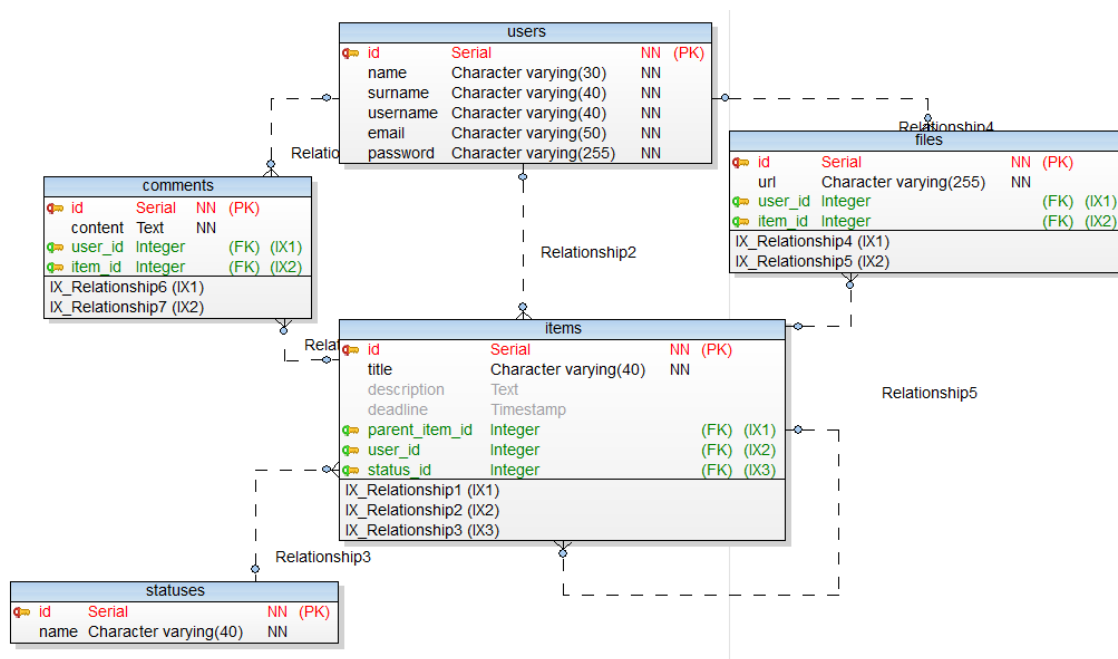 users
id Serial NN (PK)
name Character varying(30) NN
surname Character varying(40) NN
username Character varying(40) NN
email Character varying(50) NN
password Character varying(255) NN
Relatio
Relationship4
files
id Serial NN (PK)
url Character varying(255) NN
user_id Integer (FK) (IX1)
item_id Integer (FK) (IX2)
IX_Relationship4 (IX1)
IX_Relationship5 (IX2)
comments
id Serial NN (PK)
content Text NN
user_id Integer (FK) (IX1)
item_id Integer (FK) (IX2)
IX_Relationship6 (IX1)
IX_Relationship7 (IX2)
Relationship2
Relat
items
id Serial NN (PK)
title Character varying(40) NN
description Text
deadline Timestamp
parent_item_id Integer (FK) (IX1)
user_id Integer (FK) (IX2)
status_id Integer (FK) (IX3)
IX_Relationship1 (IX1)
IX_Relationship2 (IX2)
IX_Relationship3 (IX3)
Relationship5
Relationship3
statuses
id Serial NN (PK)
name Character varying(40) NN